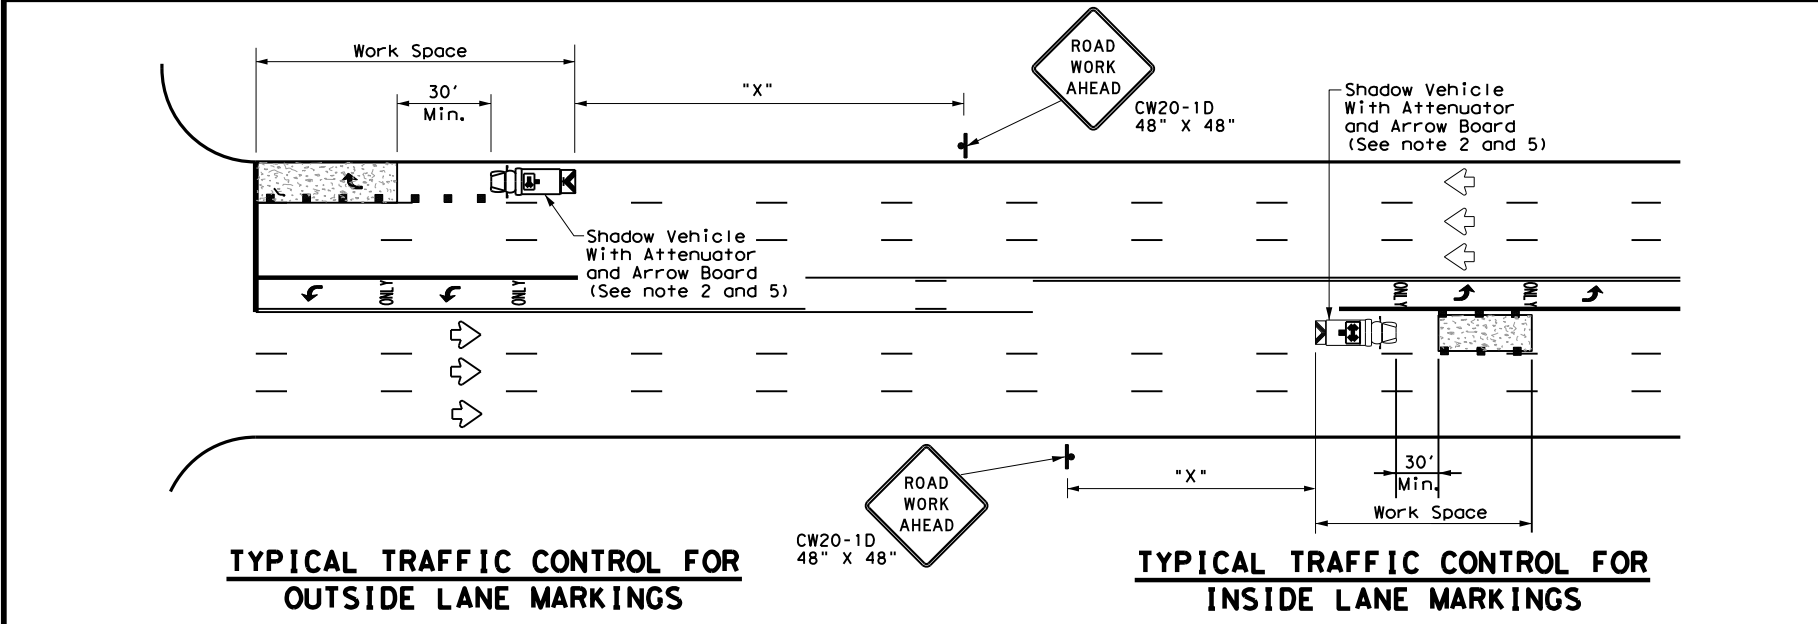 Work Space
30'
Min.
"X"
ROAD
WORK
AHEAD
CW20-1D
48" X 48"
Shadow Vehicle
With Attenuator
and Arrow Board
(See note 2 and 5)
Shadow Vehicle
With Attenuator
and Arrow Board
(See note 2 and 5)
ONLY
ONLY
ONLY
ONLY
ROAD
WORK
AHEAD
CW20-1D
48" X 48"
"X"
30'
Min.
Work Space
TYPICAL TRAFFIC CONTROL FOR
OUTSIDE LANE MARKINGS
TYPICAL TRAFFIC CONTROL FOR
INSIDE LANE MARKINGS